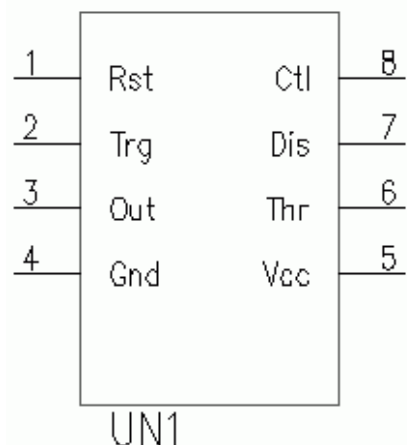 1 Rst Ctl 8
2 Trg Dis 7
3 Out Thr 6
4 Gnd Vcc 5
UN1